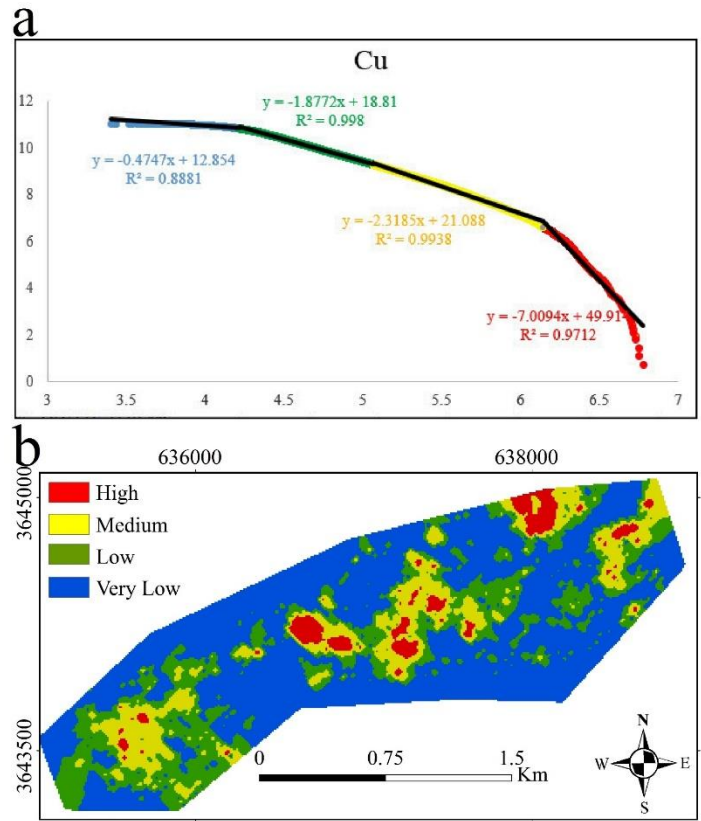 a
Cu
12
10
8
6
4
2
0
y = -1.8772x + 18.81
R² = 0.998
y = -0.4747x + 12.854
R² = 0.8881
y = -2.3185x + 21.088
R² = 0.9938
y = -7.0094x + 49.914
R² = 0.9712
3 3.5 4 4.5 5 5.5 6 6.5 7
b
636000 638000
3645000
3643500
High
Medium
Low
Very Low
0 0.75 1.5
Km
N
W E
S